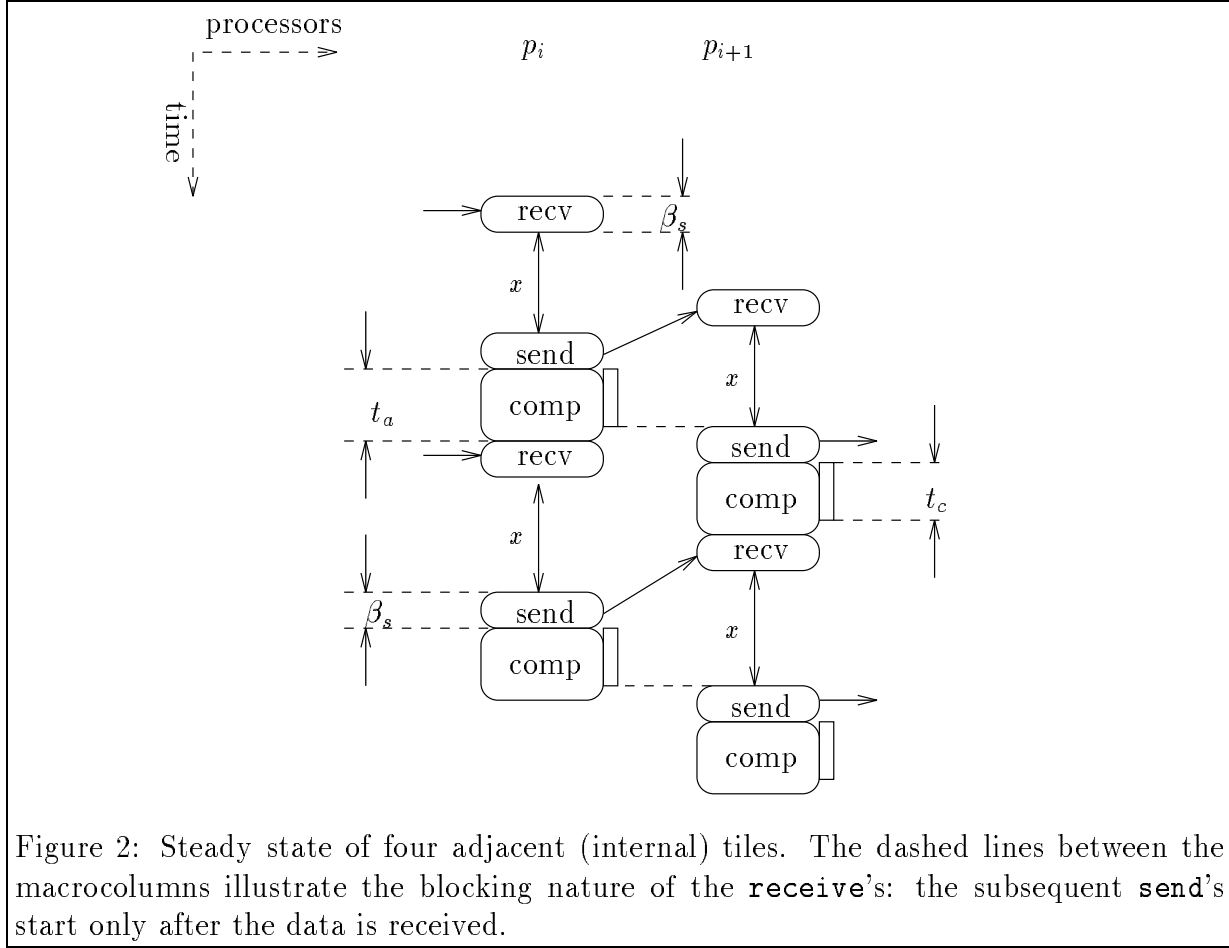 processors
p_i
p_{i+1}
time
recv
β_s
x
recv
send
x
comp
t_a
recv
send
comp
t_c
x
recv
β_s
send
x
comp
send
comp
Figure 2: Steady state of four adjacent (internal) tiles. The dashed lines between the
macrocolumns illustrate the blocking nature of the receive's: the subsequent send's
start only after the data is received.